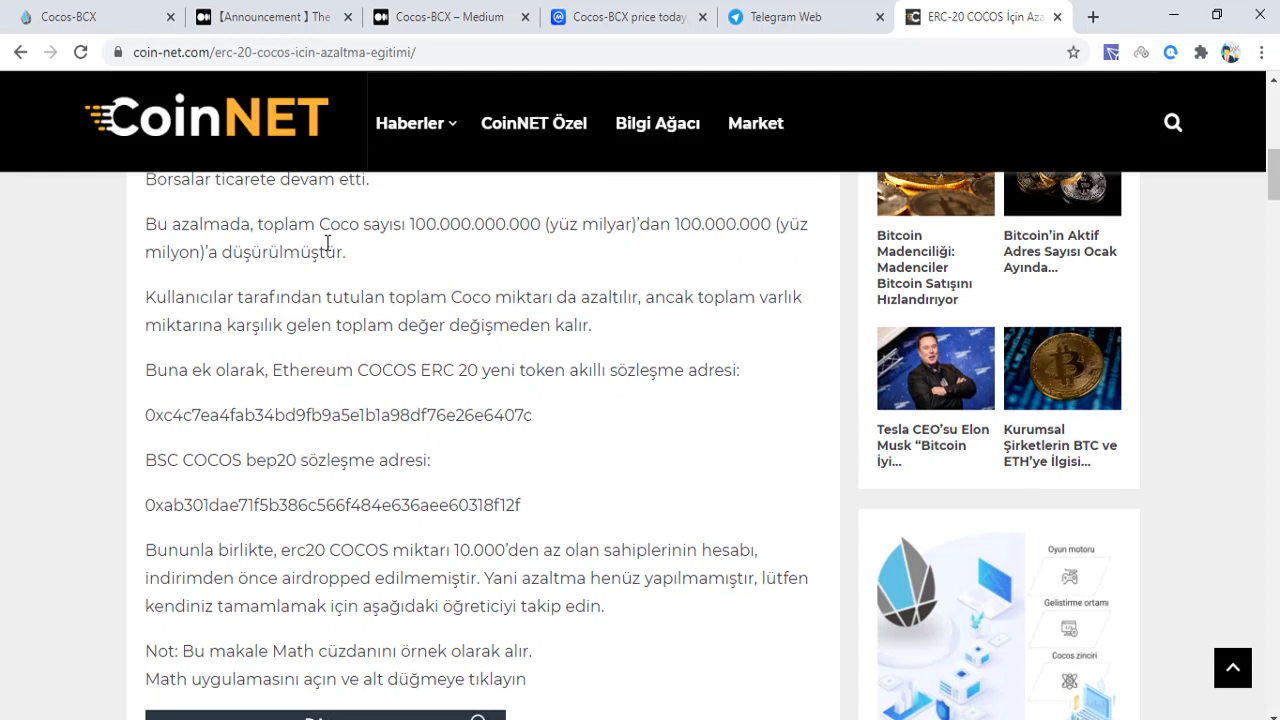 Cocos-BCX
【Announcement】The
Cocos-BCX – Medium
Cocos-BCX price today,
Telegram Web
ERC-20 COCOS İçin Aza
coin-net.com/erc-20-cocos-icin-azaltma-egitimi/
CoinNET
Haberler
CoinNET Özel
Bilgi Ağacı
Market
Borsalar ticarete devam etti.
Bu azalmada, toplam Coco sayısı 100.000.000.000 (yüz milyar)’dan 100.000.000 (yüz
milyon)’a düşürülmüştür.
Kullanıcılar tarafından tutulan toplam Coco miktarı da azaltılır, ancak toplam varlık
miktarına karşılık gelen toplam değer değişmeden kalır.
Buna ek olarak, Ethereum COCOS ERC 20 yeni token akıllı sözleşme adresi:
0xc4c7ea4fab34bd9fb9a5e1b1a98df76e26e6407c
BSC COCOS bep20 sözleşme adresi:
0xab301dae71f5b386c566f484e636aee60318f12f
Bununla birlikte, erc20 COCOS miktarı 10.000’den az olan sahiplerinin hesabı,
indirimden önce airdropped edilmemiştir. Yani azaltma henüz yapılmamıştır, lütfen
kendiniz tamamlamak için aşağıdaki öğreticiyi takip edin.
Not: Bu makale Math cüzdanını örnek olarak alır.
Math uygulamasını açın ve alt düğmeye tıklayın
Bitcoin
Madenciliği:
Madenciler
Bitcoin Satışını
Hızlandırıyor
Bitcoin’in Aktif
Adres Sayısı Ocak
Ayında...
Tesla CEO’su Elon
Musk “Bitcoin
İyi...
Kurumsal
Şirketlerin BTC ve
ETH’ye İlgisi...
Oyun motoru
Gelistirme ortamı
Cocos zinciri